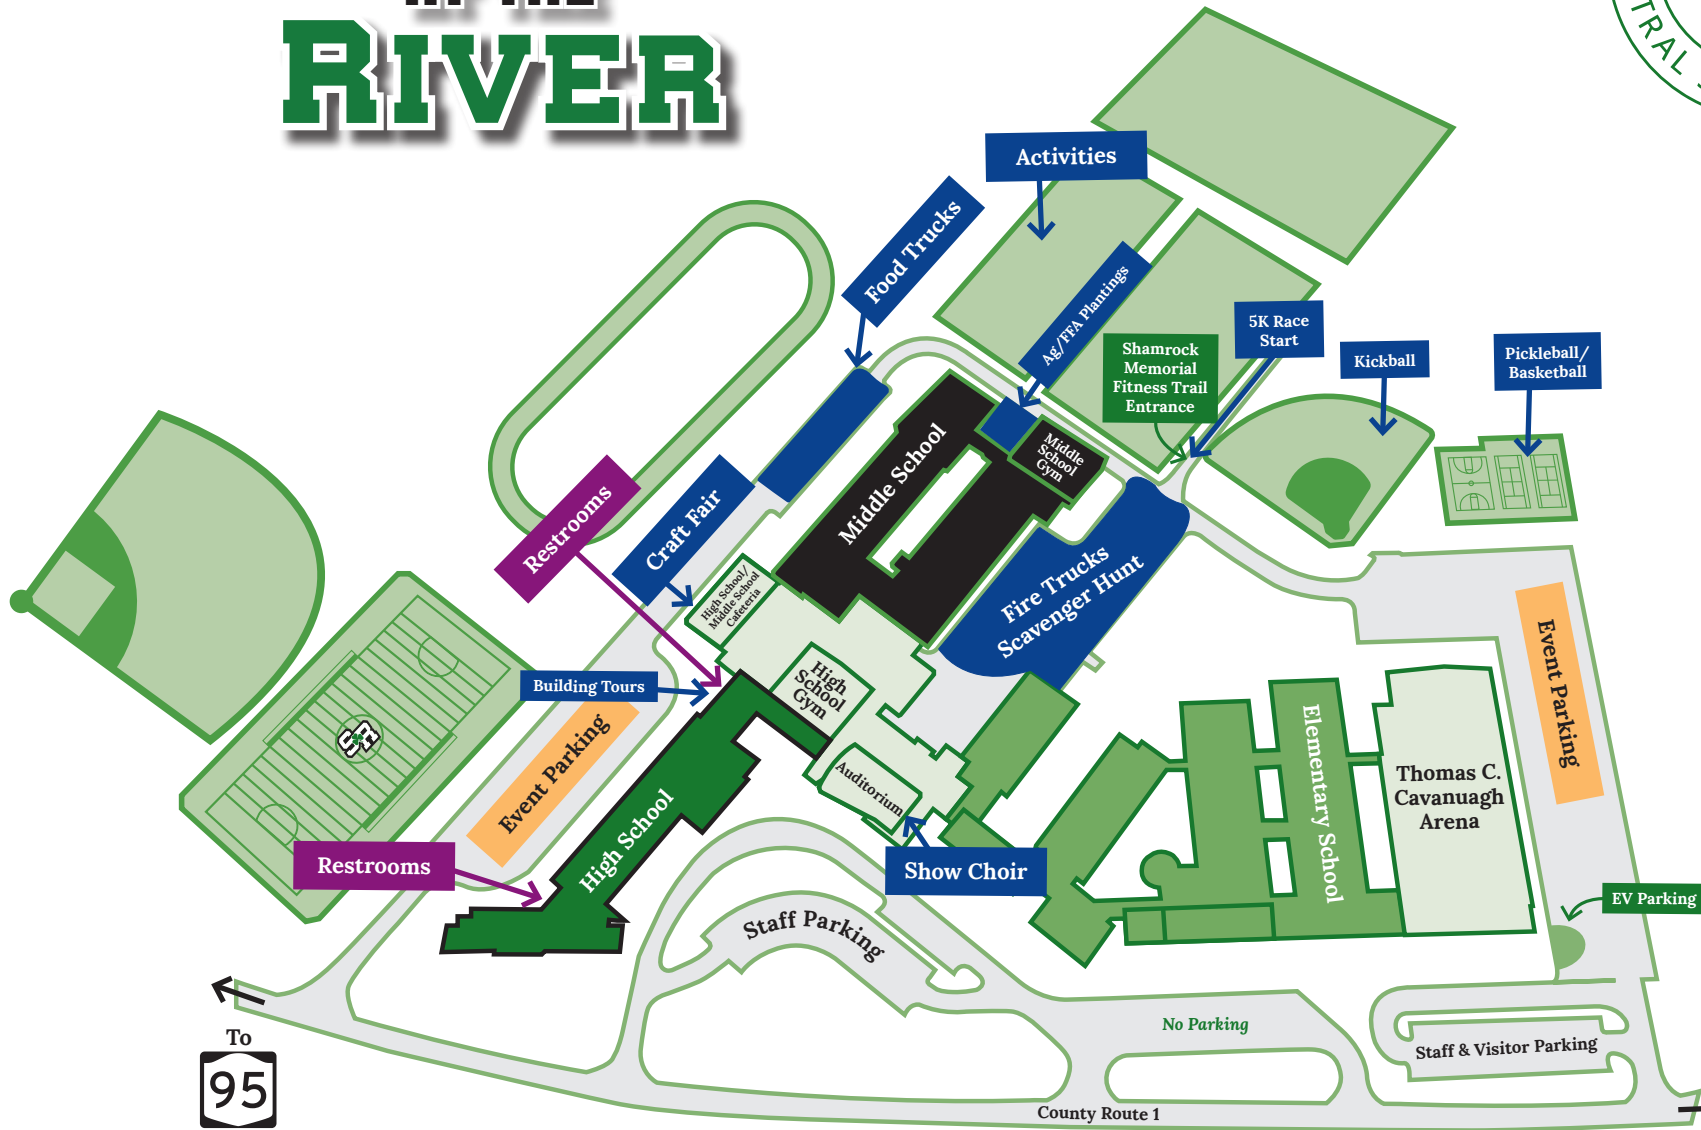 RIVER
TRAL
Activities
Food Trucks
Ag/FFA Plantings
Shamrock
Memorial
Fitness Trail
Entrance
5K Race
Start
Kickball
Pickleball/
Basketball
Middle School
Middle
School
Gym
Restrooms
Craft Fair
High School/
Middle School
Cafeteria
Fire Trucks
Scavenger Hunt
Building Tours
High
School
Gym
Event Parking
Event Parking
SR
Auditorium
High School
Elementary School
Thomas C.
Cavanuagh
Arena
Restrooms
Show Choir
EV Parking
Staff Parking
No Parking
Staff & Visitor Parking
To
95
County Route 1